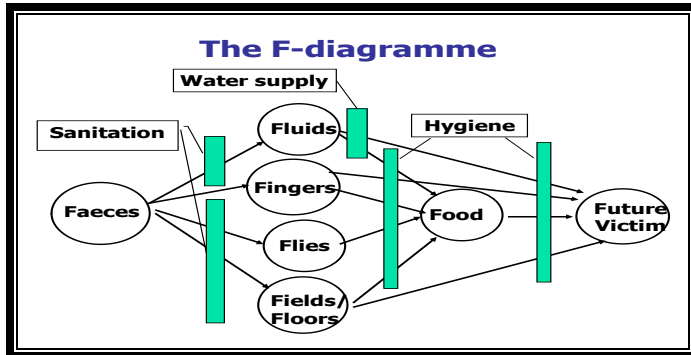 The F-diagramme
Water supply
Sanitation
Fluids
Hygiene
Fingers
Faeces
Food
Future
Victim
Flies
Fields/
Floors